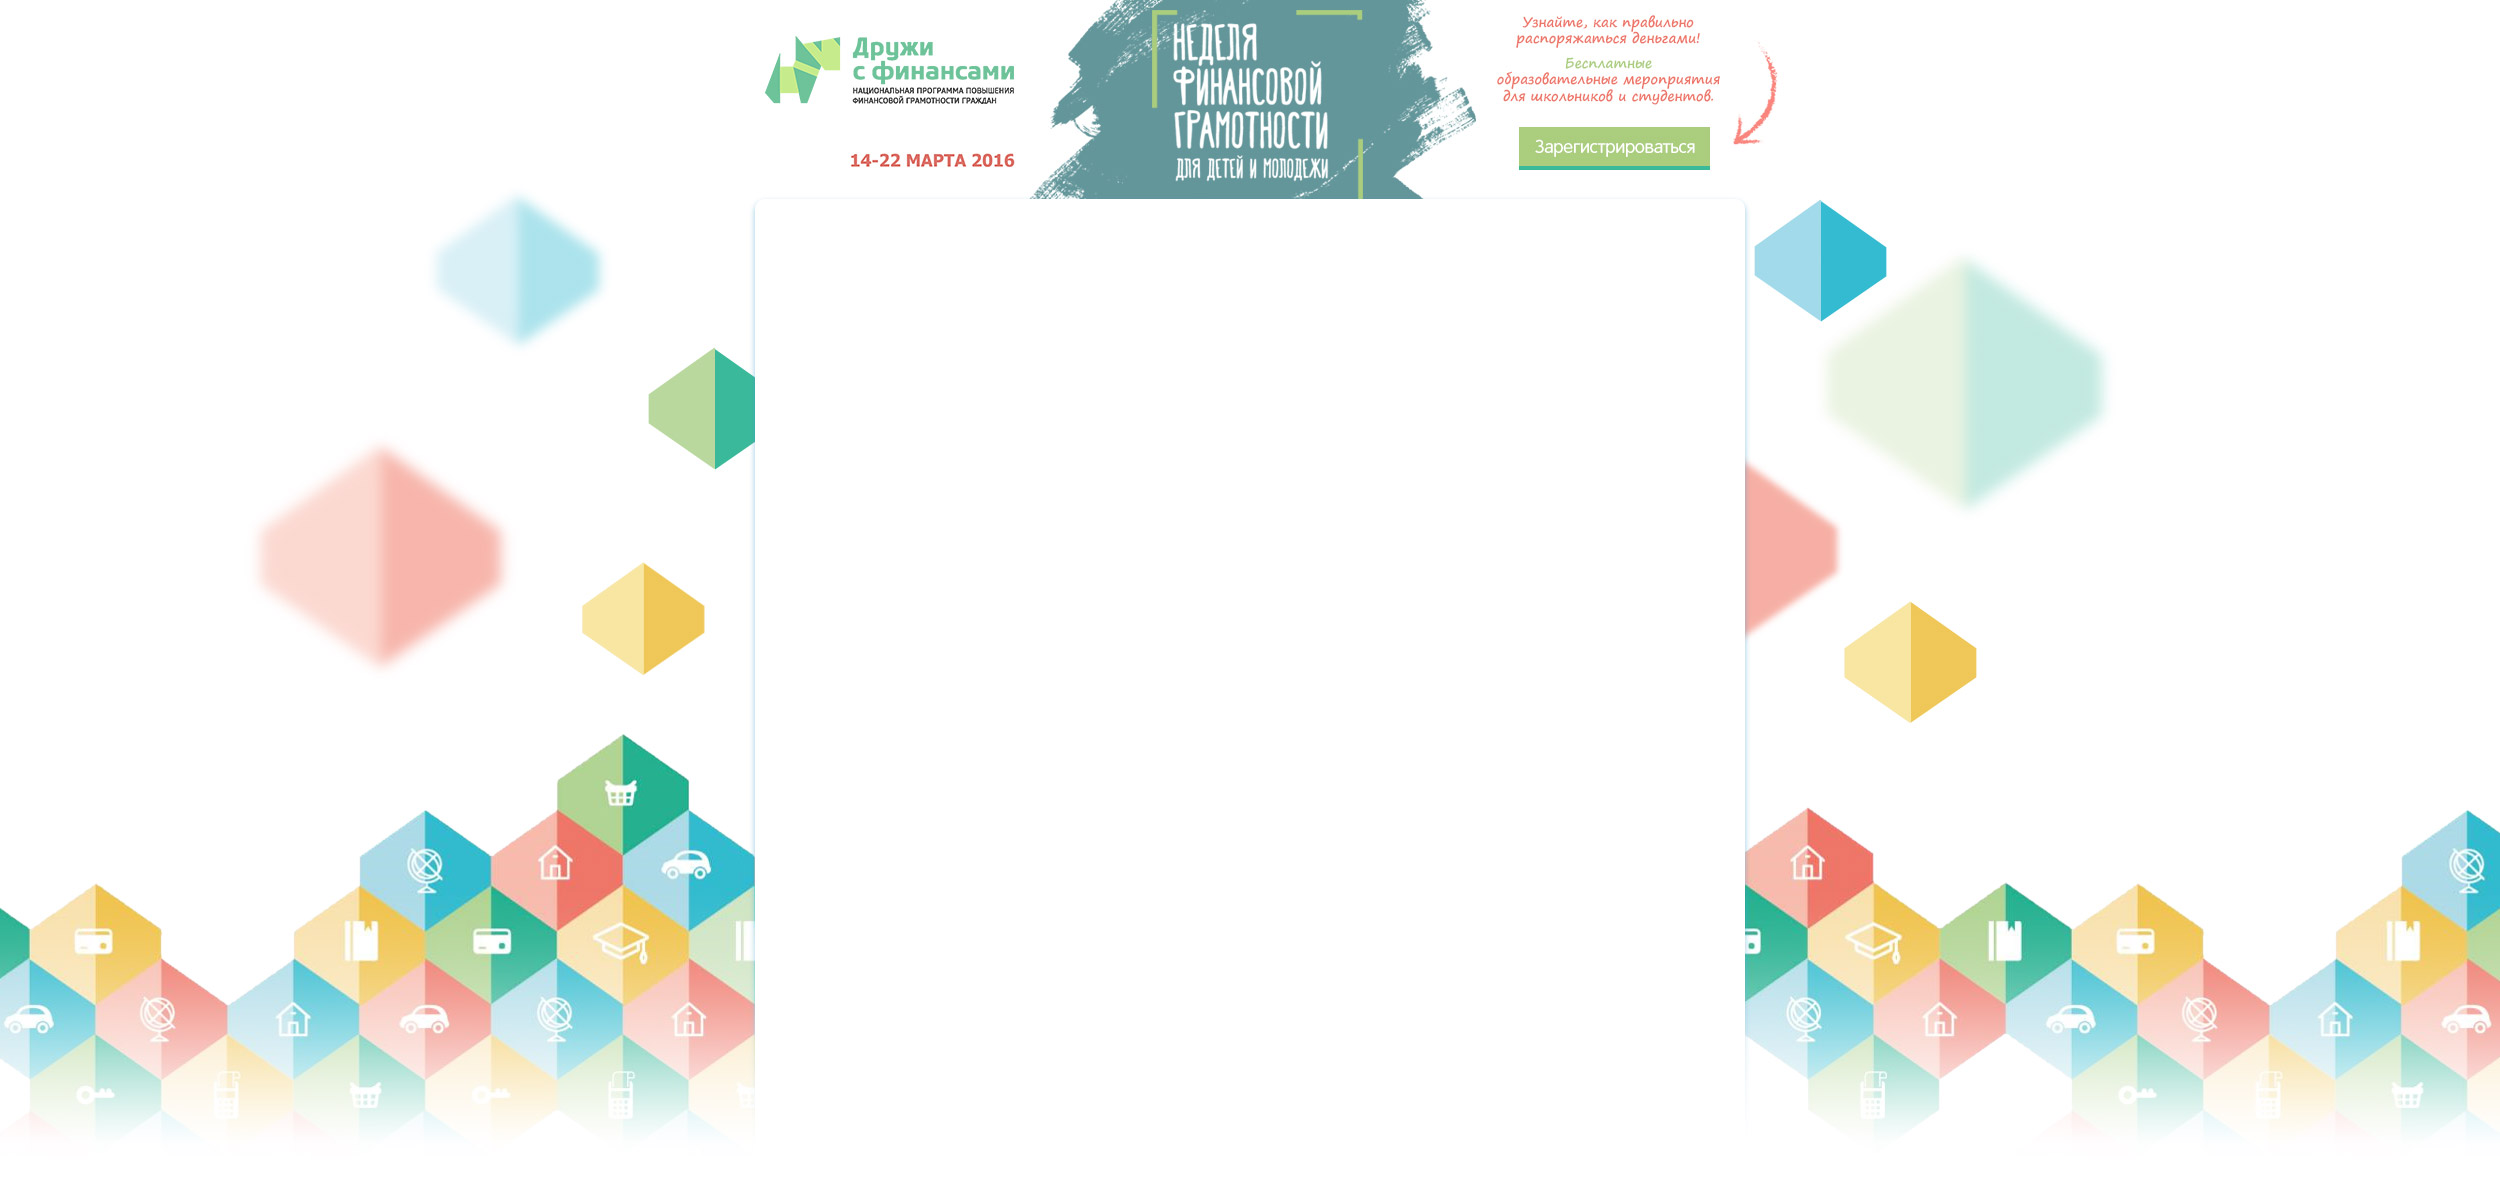 Дружи
с финансами
НАЦИОНАЛЬНАЯ ПРОГРАММА ПОВЫШЕНИЯ
ФИНАНСОВОЙ ГРАМОТНОСТИ ГРАЖДАН
14-22 МАРТА 2016
НЕДЕЛЯ
ФИНАНСОВОЙ
ГРАМОТНОСТИ
ДЛЯ ДЕТЕЙ И МОЛОДЕЖИ
Узнайте, как правильно
распоряжаться деньгами!
Бесплатные
образовательные мероприятия
для школьников и студентов.
Зарегистрироваться